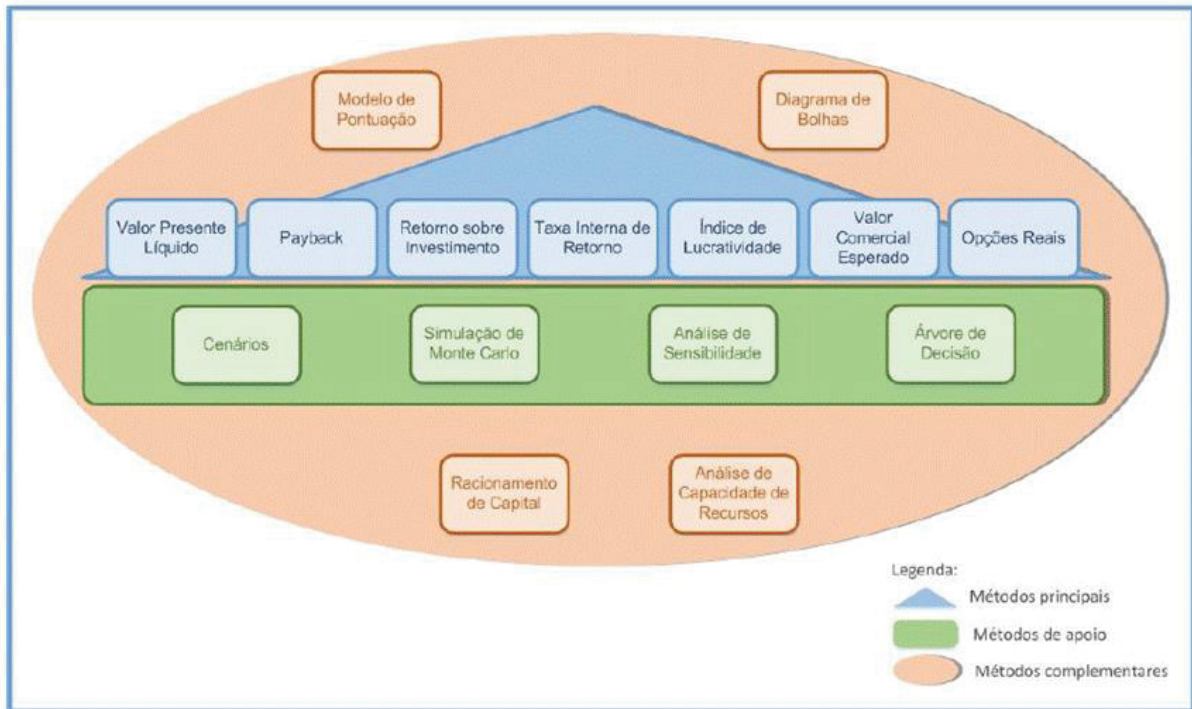 Modelo de
Pontuação
Diagrama de
Bolhas
Valor Presente
Líquido
Payback
Retorno sobre
Investimento
Taxa Interna de
Retorno
Índice de
Lucratividade
Valor
Comercial
Esperado
Opções Reais
Cenários
Simulação de
Monte Carlo
Análise de
Sensibilidade
Árvore de
Decisão
Racionamento
de Capital
Análise de
Capacidade de
Recursos
Legenda:
Métodos principais
Métodos de apoio
Métodos complementares